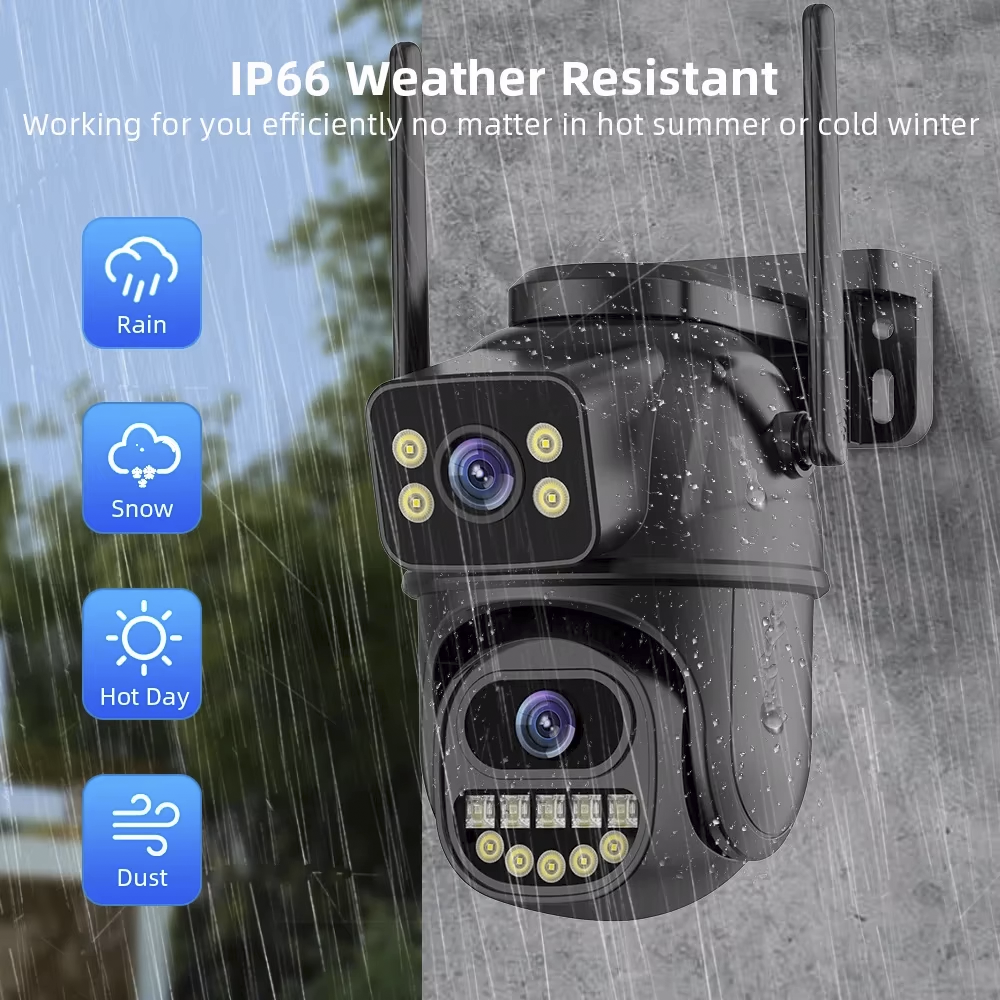 IP66 Weather Resistant
Working for you efficiently no matter in hot summer or cold winter
Rain
Snow
Hot Day
Dust